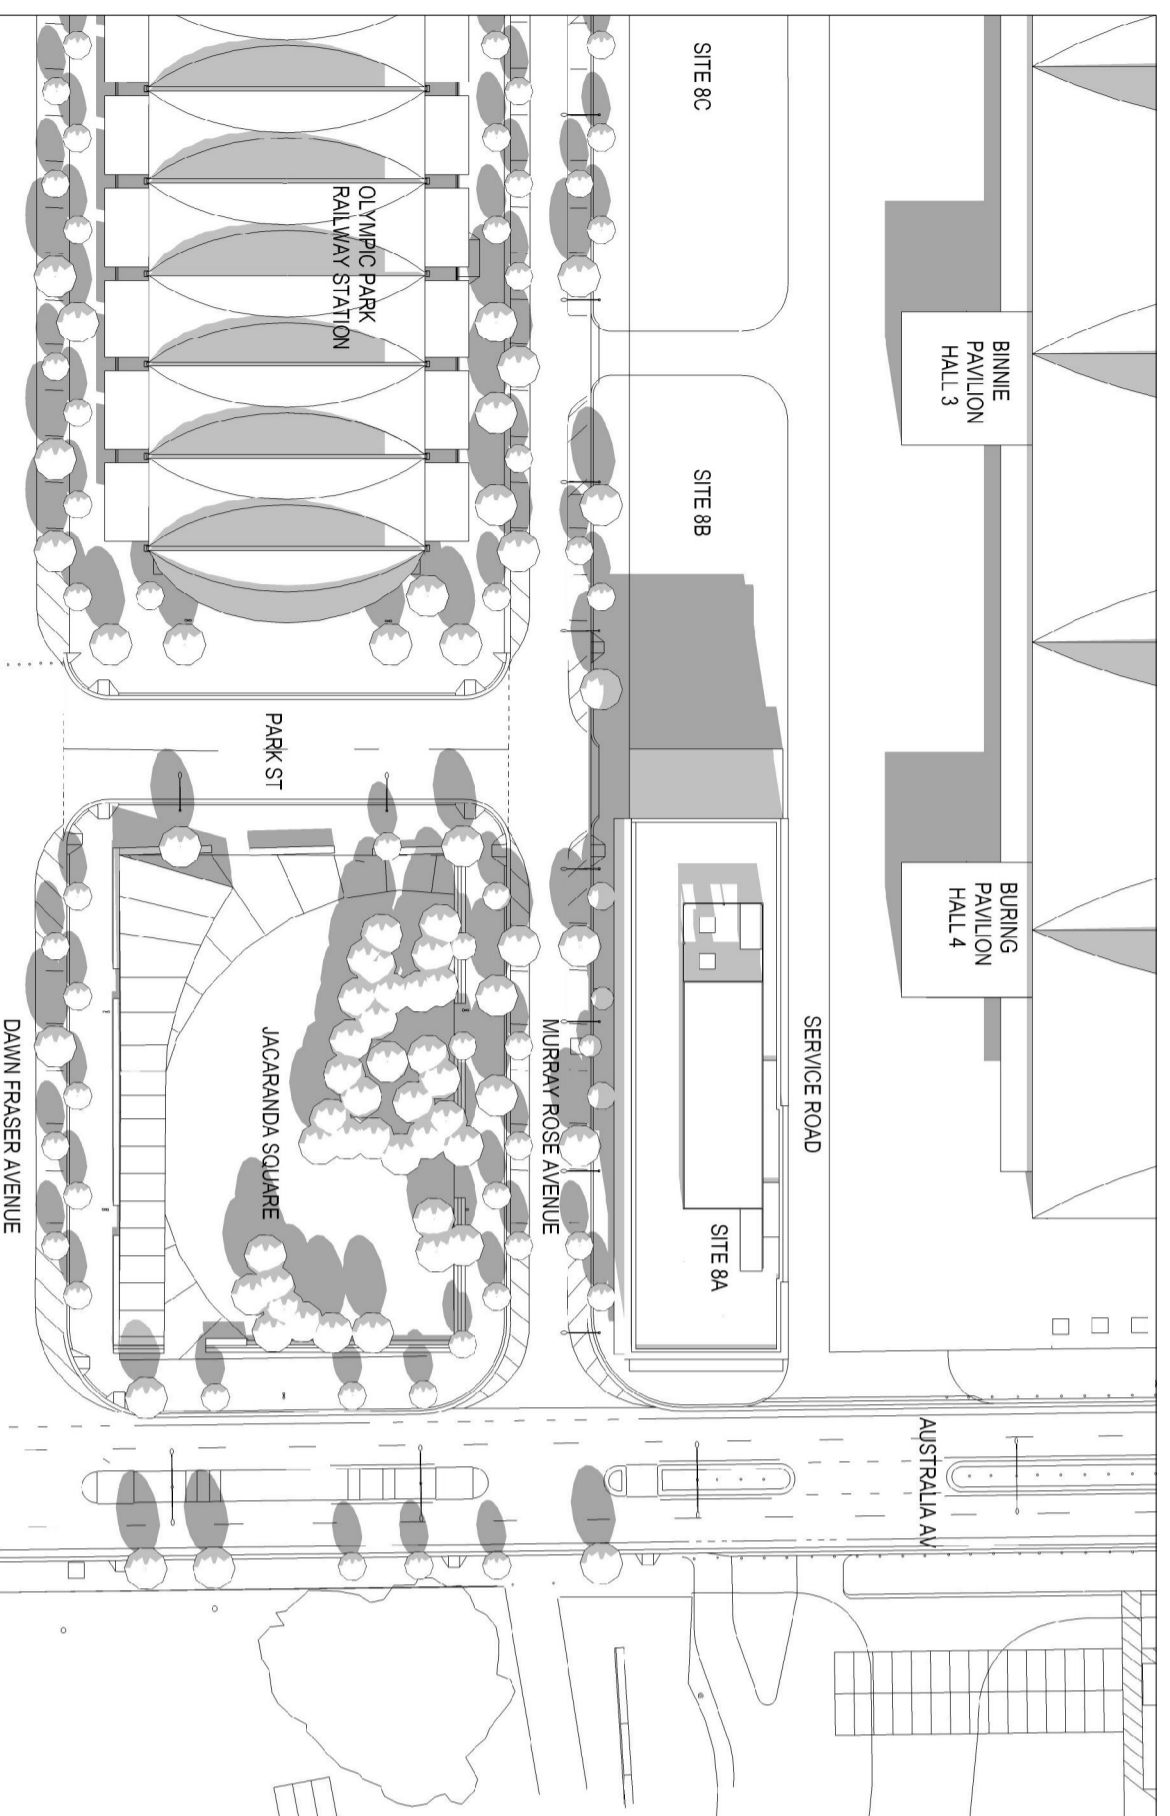 SITE 8C
OLYMPIC PARK
RAILWAY STATION
BINNIE
PAVILION
HALL 3
SITE 8B
PARK ST
BURING
PAVILION
HALL 4
SERVICE ROAD
MURRAY ROSE AVENUE
JACARANDA SQUARE
DAWN FRASER AVENUE
SITE 8A
AUSTRALIA AV